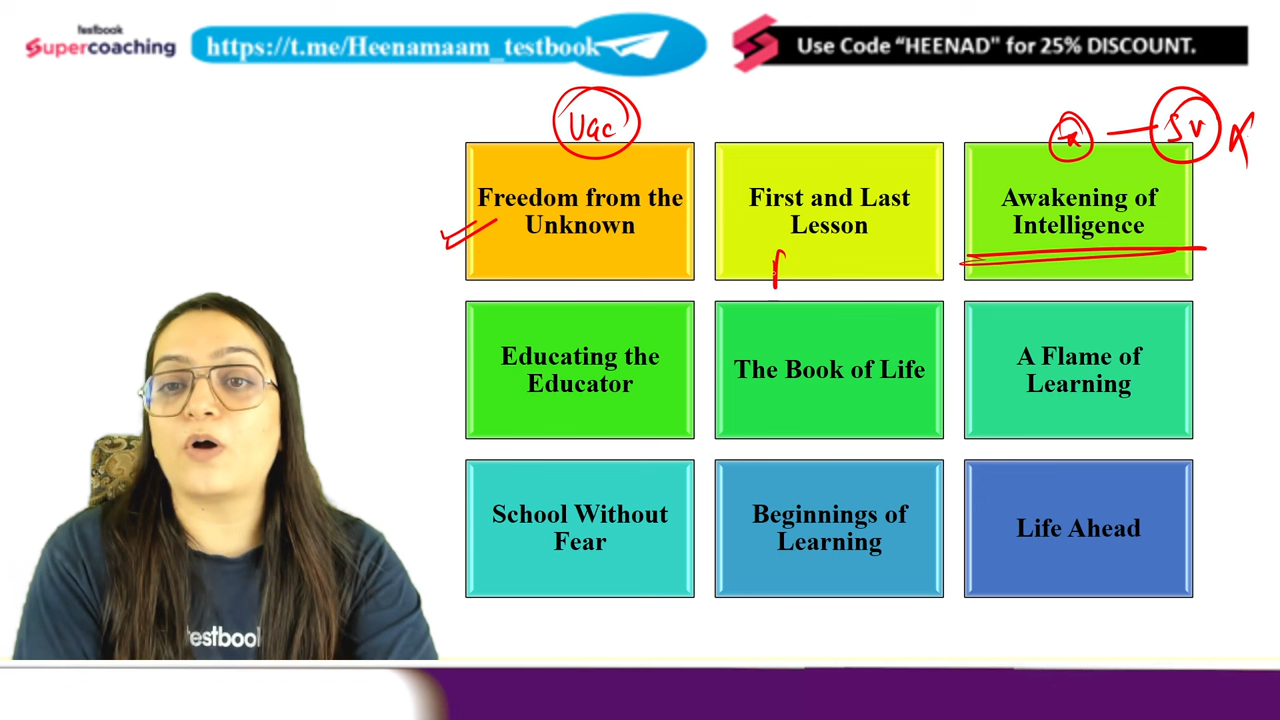 testbook
Supercoaching
https://t.me/Heenamaam_testbook
Use Code “HEENAD" for 25% DISCOUNT.
Vac
SV
Freedom from the
Unknown
First and Last
Lesson
Awakening of
Intelligence
Educating the
Educator
The Book of Life
A Flame of
Learning
School Without
Fear
Beginnings of
Learning
Life Ahead
testbook